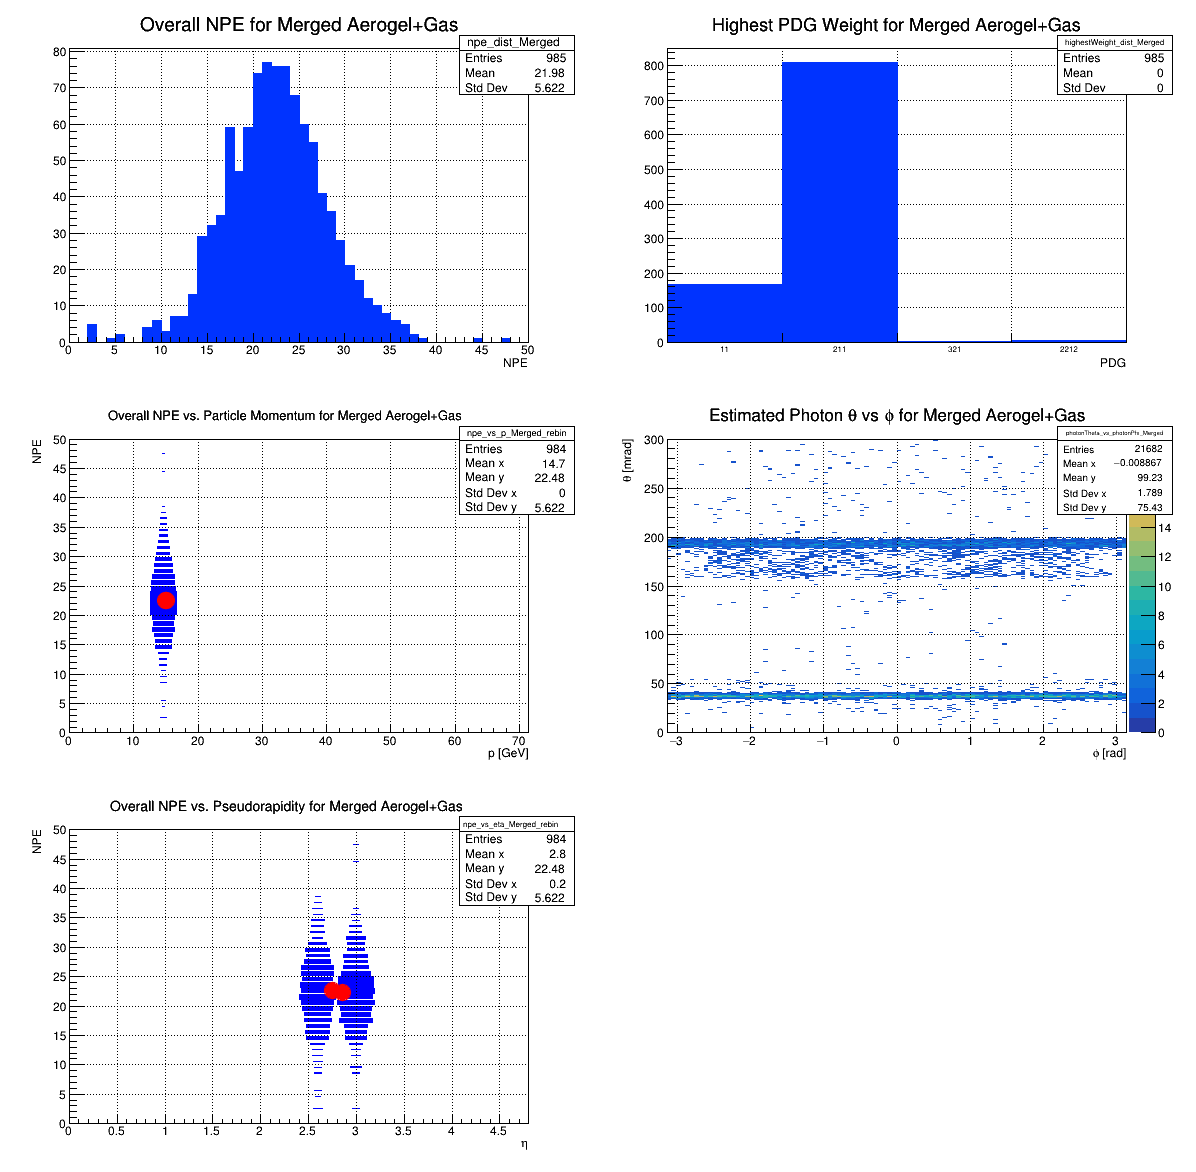 Overall NPE for Merged Aerogel+Gas
npe_dist_Merged
Entries 985
Mean 21.98
Std Dev 5.622
80
70
60
50
40
30
20
10
0
0 5 10 15 20 25 30 35 40 45 50
NPE
Highest PDG Weight for Merged Aerogel+Gas
highestWeight_dist_Merged
Entries 985
Mean 0
Std Dev 0
800
700
600
500
400
300
200
100
0
11 211 321 2212
PDG
Overall NPE vs. Particle Momentum for Merged Aerogel+Gas
npe_vs_p_Merged_rebin
Entries 984
Mean x 14.7
Mean y 22.48
Std Dev x 0
Std Dev y 5.622
NPE
50
45
40
35
30
25
20
15
10
5
0
0 10 20 30 40 50 60 70
p [GeV]
Estimated Photon θ vs ϕ for Merged Aerogel+Gas
photonTheta_vs_photonPhi_Merged
Entries 21682
Mean x −0.008867
Mean y 99.23
Std Dev x 1.789
Std Dev y 75.43
θ [mrad]
300
250
200
150
100
50
0
−3 −2 −1 0 1 2 3
ϕ [rad]
14
12
10
8
6
4
2
0
Overall NPE vs. Pseudorapidity for Merged Aerogel+Gas
npe_vs_eta_Merged_rebin
Entries 984
Mean x 2.8
Mean y 22.48
Std Dev x 0.2
Std Dev y 5.622
NPE
50
45
40
35
30
25
20
15
10
5
0
0 0.5 1 1.5 2 2.5 3 3.5 4 4.5
η